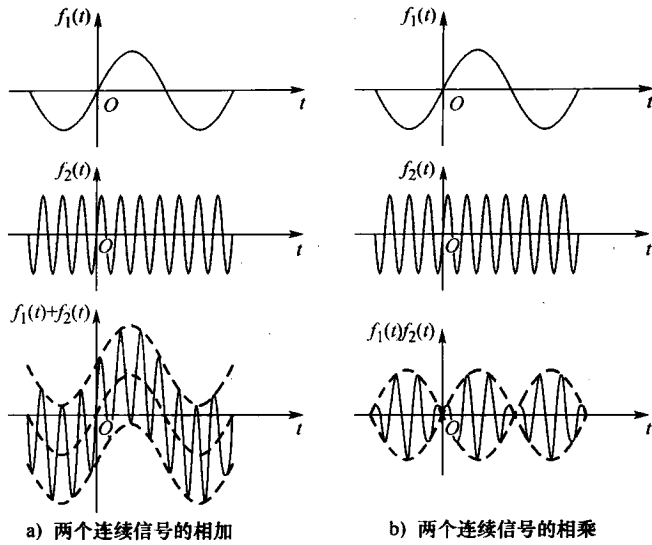 f₁(t)
O
t
f₂(t)
O
t
f₁(t)+f₂(t)
O
t
a) 两个连续信号的相加
f₁(t)
O
t
f₂(t)
O
t
f₁(t)f₂(t)
O
t
b) 两个连续信号的相乘